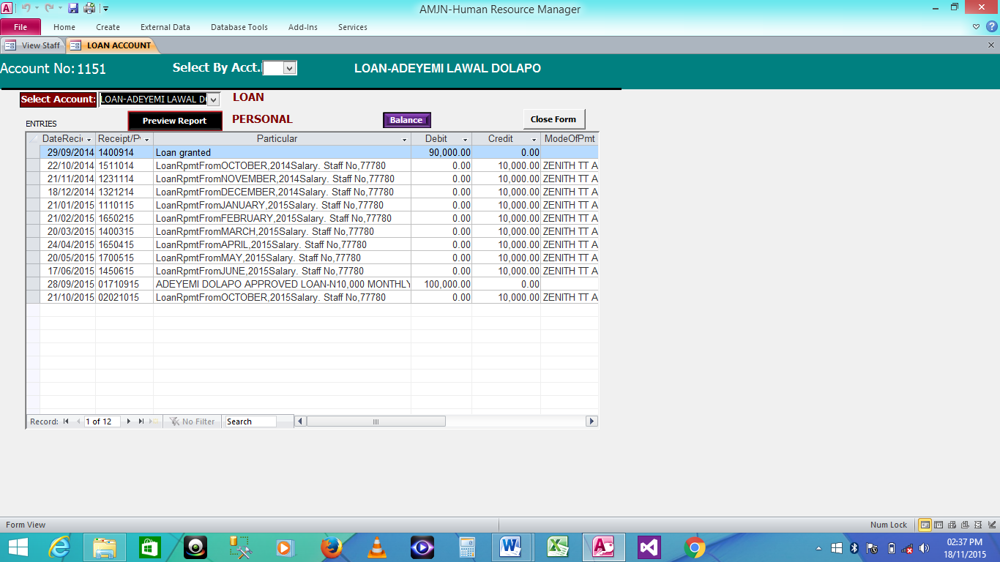 AMJN-Human Resource Manager
File Home Create External Data Database Tools Add-Ins Services
View Staff LOAN ACCOUNT
Account No: 1151 Select By Acct. LOAN-ADEYEMI LAWAL DOLAPO
Select Account: LOAN-ADEYEMI LAWAL D LOAN
ENTRIES Preview Report PERSONAL Balance Close Form
DateRecie Receipt/P Particular Debit Credit ModeOfPmt
29/09/2014 1400914 Loan granted 90,000.00 0.00
22/10/2014 1511014 LoanRpmtFromOCTOBER,2014Salary. Staff No,77780 0.00 10,000.00 ZENITH TT A
21/11/2014 1231114 LoanRpmtFromNOVEMBER,2014Salary. Staff No,77780 0.00 10,000.00 ZENITH TT A
18/12/2014 1321214 LoanRpmtFromDECEMBER,2014Salary. Staff No,77780 0.00 10,000.00 ZENITH TT A
21/01/2015 1110115 LoanRpmtFromJANUARY,2015Salary. Staff No,77780 0.00 10,000.00 ZENITH TT A
21/02/2015 1650215 LoanRpmtFromFEBRUARY,2015Salary. Staff No,77780 0.00 10,000.00 ZENITH TT A
20/03/2015 1400315 LoanRpmtFromMARCH,2015Salary. Staff No,77780 0.00 10,000.00 ZENITH TT A
24/04/2015 1650415 LoanRpmtFromAPRIL,2015Salary. Staff No,77780 0.00 10,000.00 ZENITH TT A
20/05/2015 1700515 LoanRpmtFromMAY,2015Salary. Staff No,77780 0.00 10,000.00 ZENITH TT A
17/06/2015 1450615 LoanRpmtFromJUNE,2015Salary. Staff No,77780 0.00 10,000.00 ZENITH TT A
28/09/2015 01710915 ADEYEMI DOLAPO APPROVED LOAN-N10,000 MONTHLY 100,000.00 0.00
21/10/2015 02021015 LoanRpmtFromOCTOBER,2015Salary. Staff No,77780 0.00 10,000.00 ZENITH TT A
Record: 1 of 12 No Filter Search
Form View Num Lock
02:37 PM
18/11/2015